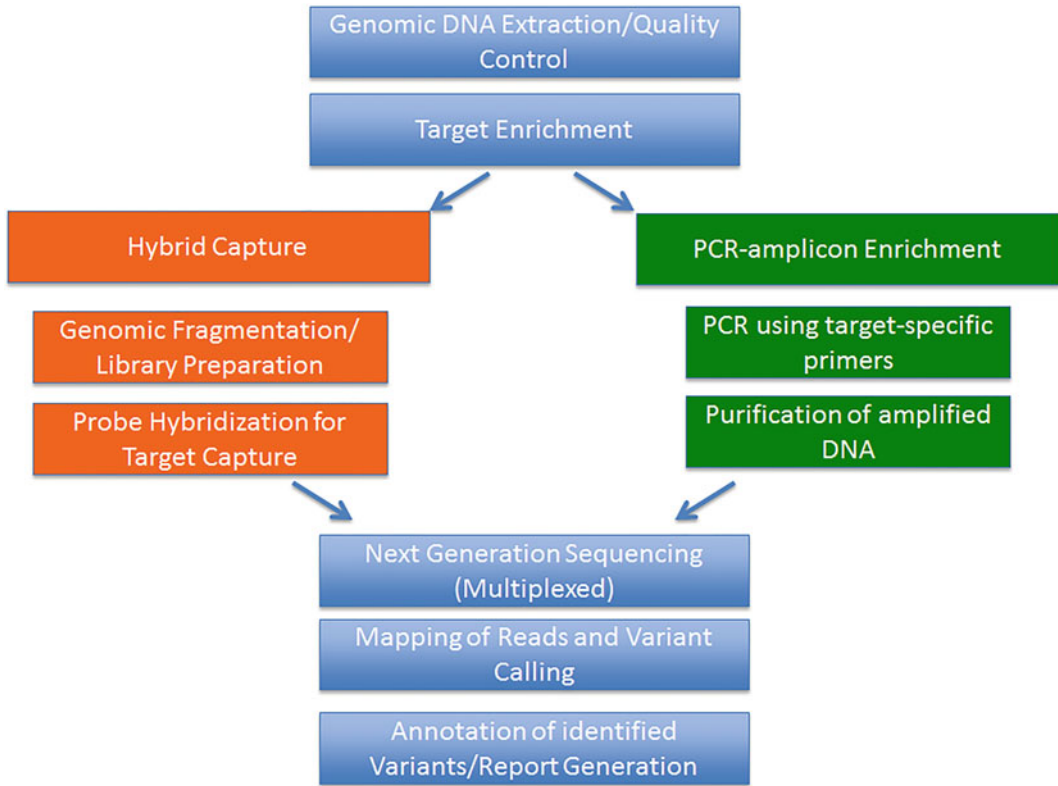 Genomic DNA Extraction/Quality
Control
Target Enrichment
Hybrid Capture
Genomic Fragmentation/
Library Preparation
Probe Hybridization for
Target Capture
PCR-amplicon Enrichment
PCR using target-specific
primers
Purification of amplified
DNA
Next Generation Sequencing
(Multiplexed)
Mapping of Reads and Variant
Calling
Annotation of identified
Variants/Report Generation